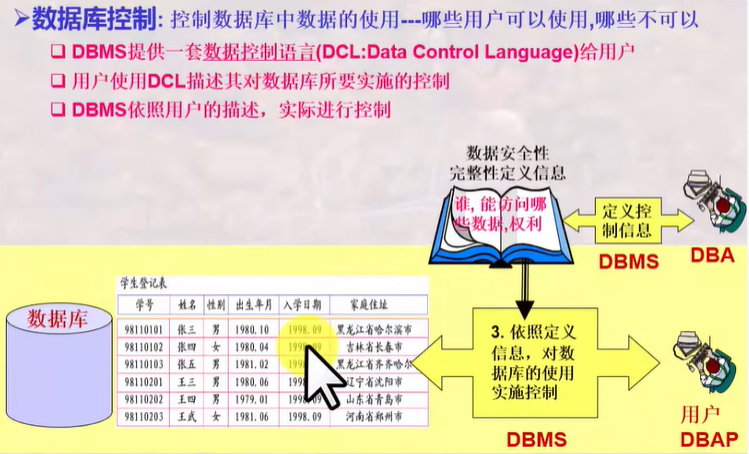 ➢数据库控制: 控制数据库中数据的使用---哪些用户可以使用,哪些不可以
❑ DBMS提供一套数据控制语言(DCL:Data Control Language)给用户
❑ 用户使用DCL描述其对数据库所要实施的控制
❑ DBMS依照用户的描述，实际进行控制
数据安全性
完整性定义信息
谁, 能访问哪
些数据,权利
定义控
制信息
DBMS
DBA
数据库
学生登记表
学号 姓名 性别 出生年月 入学日期 家庭住址
98110101 张三 男 1980.10 1998.09 黑龙江省哈尔滨市
98110102 张四 女 1980.04 1998.09 吉林省长春市
98110103 张五 男 1981.02 黑龙江省齐齐哈尔
98110201 王三 男 1980.06 辽宁省沈阳市
98110202 王四 男 1979.01 山东省青岛市
98110203 王武 女 1981.06 1998.09 河南省郑州市
3. 依照定义
信息，对数
据库的使用
实施控制
DBMS
用户
DBAP